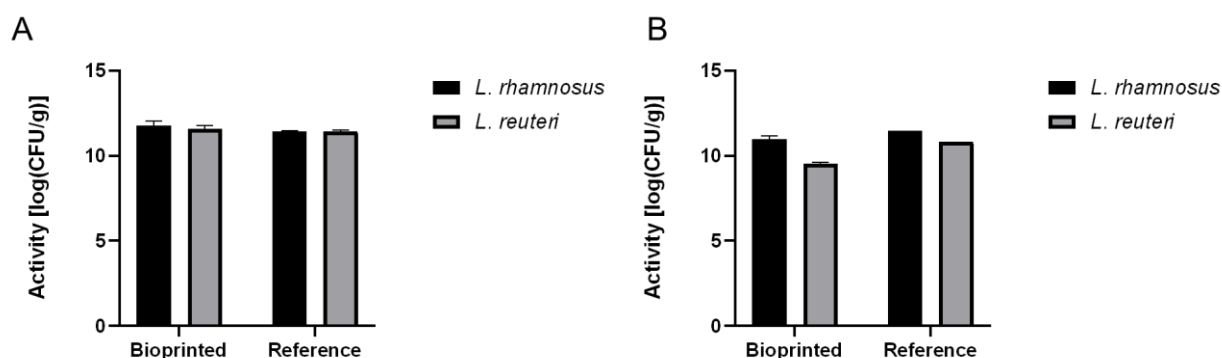 A
Activity [log(CFU/g)]
15
10
5
0
Bioprinted Reference
L. rhamnosus
L. reuteri
B
Activity [log(CFU/g)]
15
10
5
0
Bioprinted Reference
L. rhamnosus
L. reuteri